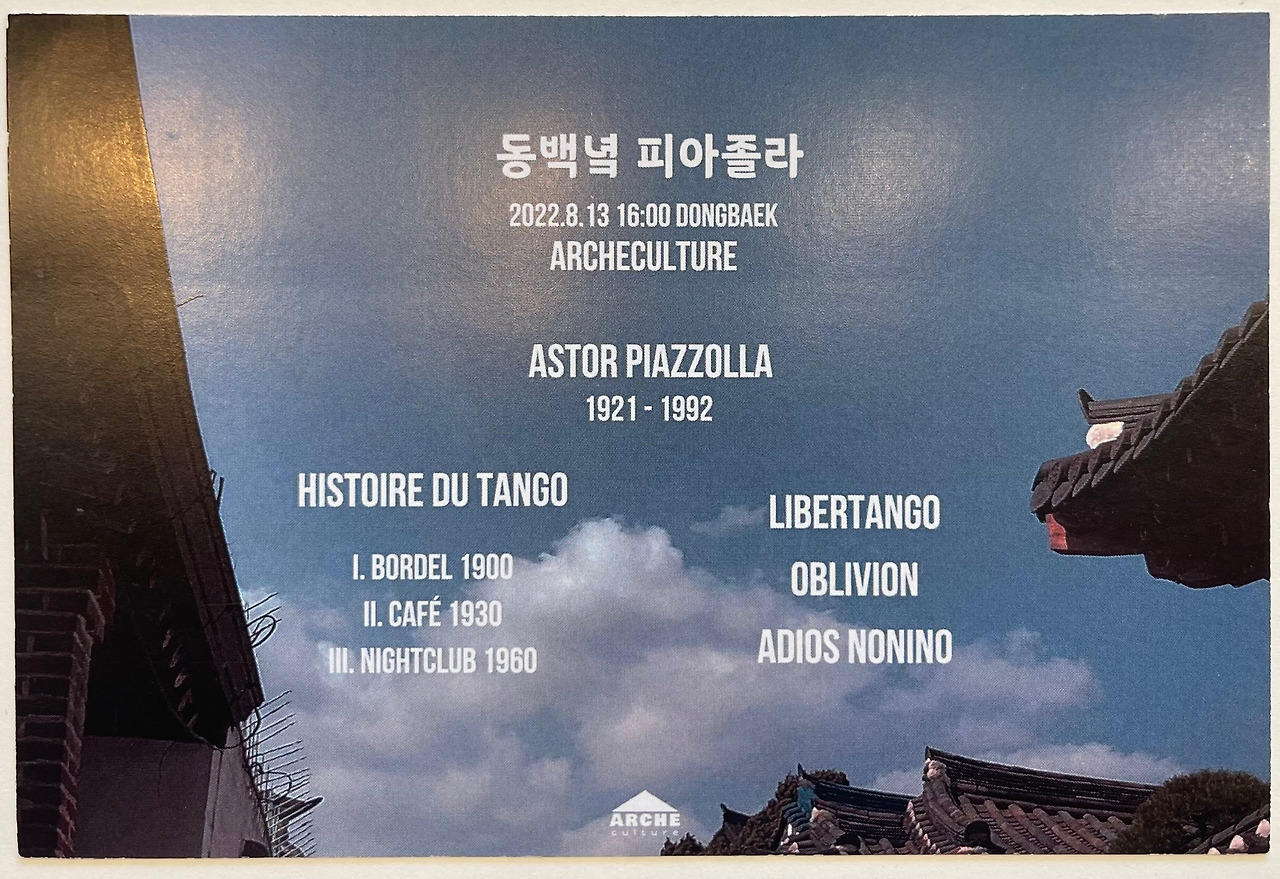 동백녘 피아졸라
2022.8.13 16:00 DONGBAEK
ARCHECULTURE
ASTOR PIAZZOLLA
1921 - 1992
HISTOIRE DU TANGO
I. BORDEL 1900
II. CAFÉ 1930
III. NIGHTCLUB 1960
LIBERTANGO
OBLIVION
ADIOS NONINO
ARCHE
culture